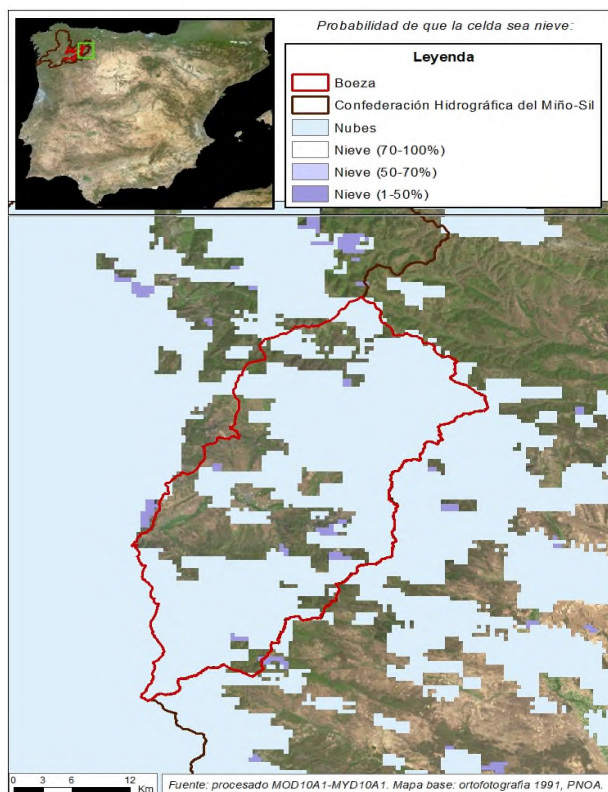 Probabilidad de que la celda sea nieve:
Leyenda
Boeza
Confederación Hidrográfica del Miño-Sil
Nubes
Nieve (70-100%)
Nieve (50-70%)
Nieve (1-50%)
0 3 6 12
Km
Fuente: procesado MOD10A1-MYD10A1. Mapa base: ortofotografía 1991, PNOA.